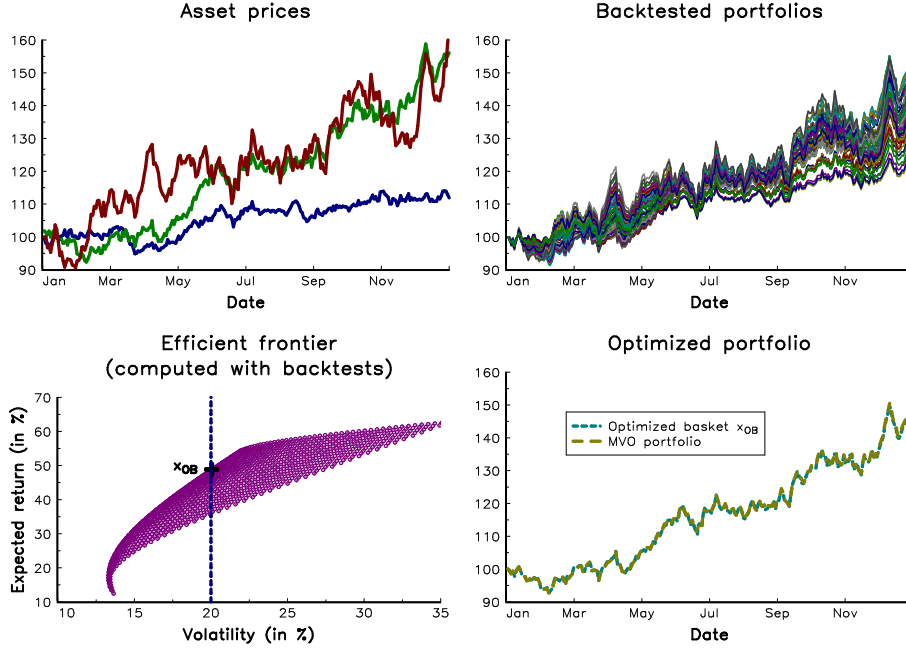 Asset prices
160
150
140
130
120
110
100
90
Jan Mar May Jul Sep Nov
Date
Backtested portfolios
160
150
140
130
120
110
100
90
Jan Mar May Jul Sep Nov
Date
Efficient frontier
(computed with backtests)
Expected return (in %)
70
60
50
40
30
20
10
x_OB
10 15 20 25 30 35
Volatility (in %)
Optimized portfolio
160
150
140
130
120
110
100
90
Optimized basket x_OB
MVO portfolio
Jan Mar May Jul Sep Nov
Date